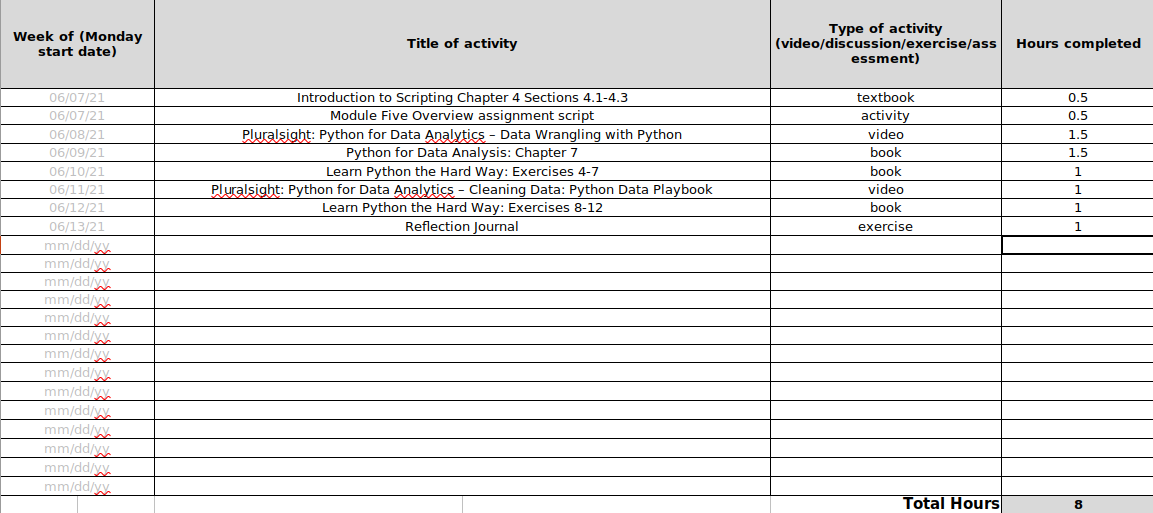 Week of (Monday start date) Title of activity Type of activity (video/discussion/exercise/assessment) Hours completed
06/07/21 Introduction to Scripting Chapter 4 Sections 4.1-4.3 textbook 0.5
06/07/21 Module Five Overview assignment script activity 0.5
06/08/21 Pluralsight: Python for Data Analytics – Data Wrangling with Python video 1.5
06/09/21 Python for Data Analysis: Chapter 7 book 1.5
06/10/21 Learn Python the Hard Way: Exercises 4-7 book 1
06/11/21 Pluralsight: Python for Data Analytics – Cleaning Data: Python Data Playbook video 1
06/12/21 Learn Python the Hard Way: Exercises 8-12 book 1
06/13/21 Reflection Journal exercise 1
mm/dd/yy
mm/dd/yy
mm/dd/yy
mm/dd/yy
mm/dd/yy
mm/dd/yy
mm/dd/yy
mm/dd/yy
mm/dd/yy
mm/dd/yy
mm/dd/yy
mm/dd/yy
mm/dd/yy
mm/dd/yy
Total Hours 8